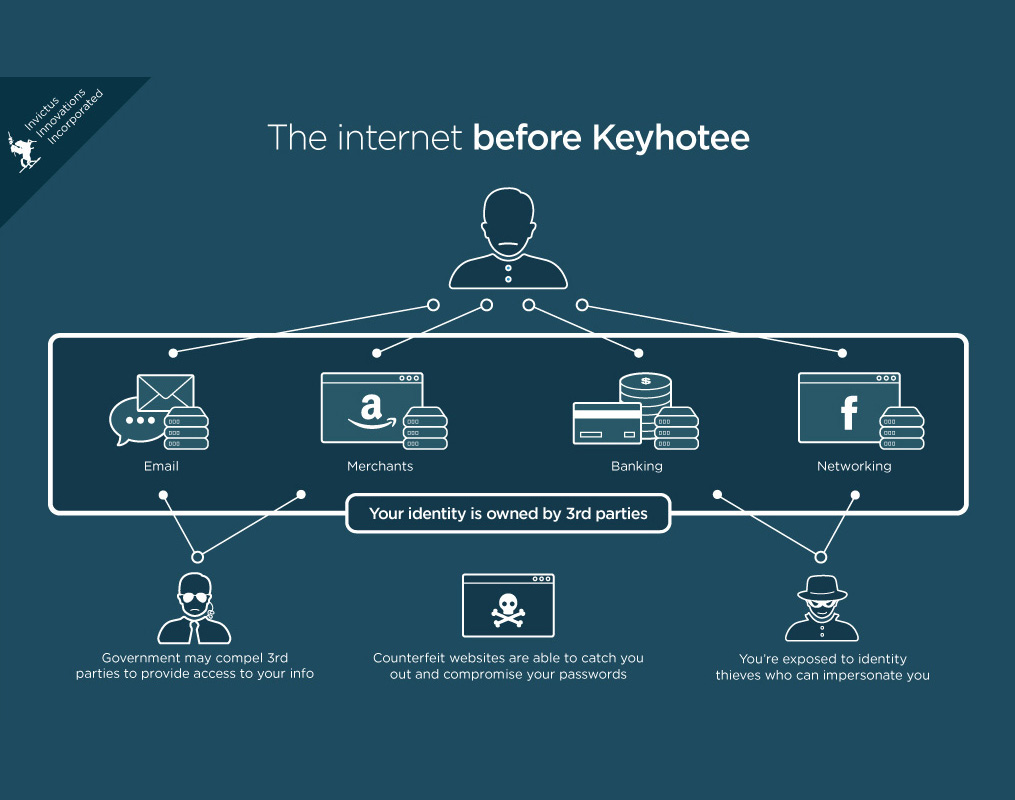 Invictus
Innovations
Incorporated
The internet before Keyhotee
$
a
f
Email
Merchants
Banking
Networking
Your identity is owned by 3rd parties
Government may compel 3rd
parties to provide access to your info
Counterfeit websites are able to catch you
out and compromise your passwords
You're exposed to identity
thieves who can impersonate you